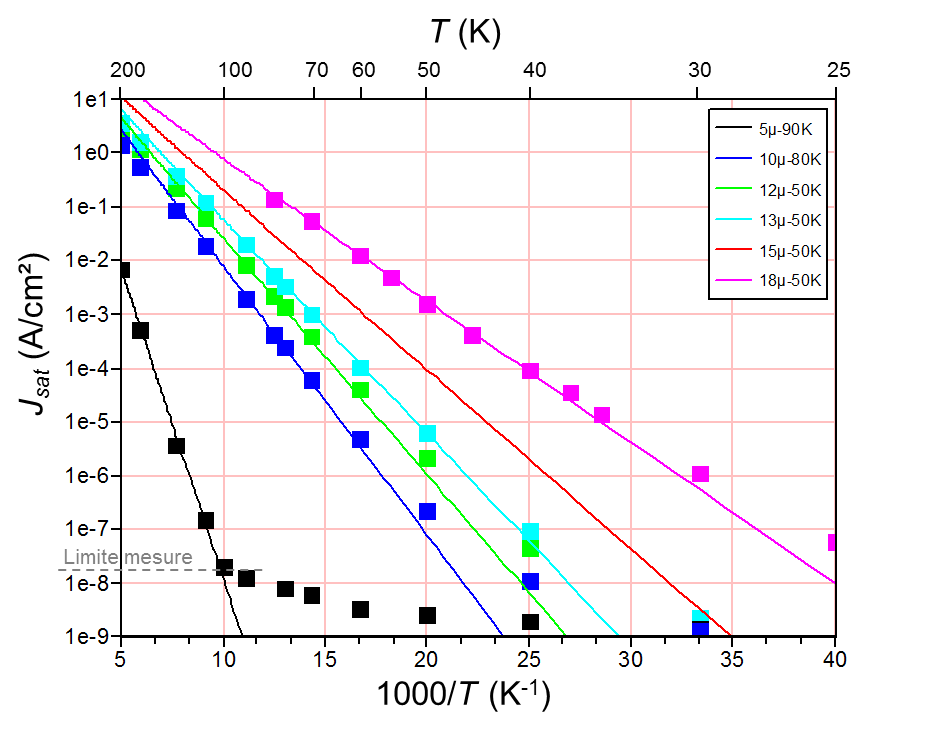 T (K)
200 100 70 60 50 40 30 25
1e1
1e0
1e-1
1e-2
1e-3
1e-4
1e-5
1e-6
1e-7
1e-8
1e-9
J_sat (A/cm²)
5µ-90K
10µ-80K
12µ-50K
13µ-50K
15µ-50K
18µ-50K
Limite mesure
5 10 15 20 25 30 35 40
1000/T (K⁻¹)